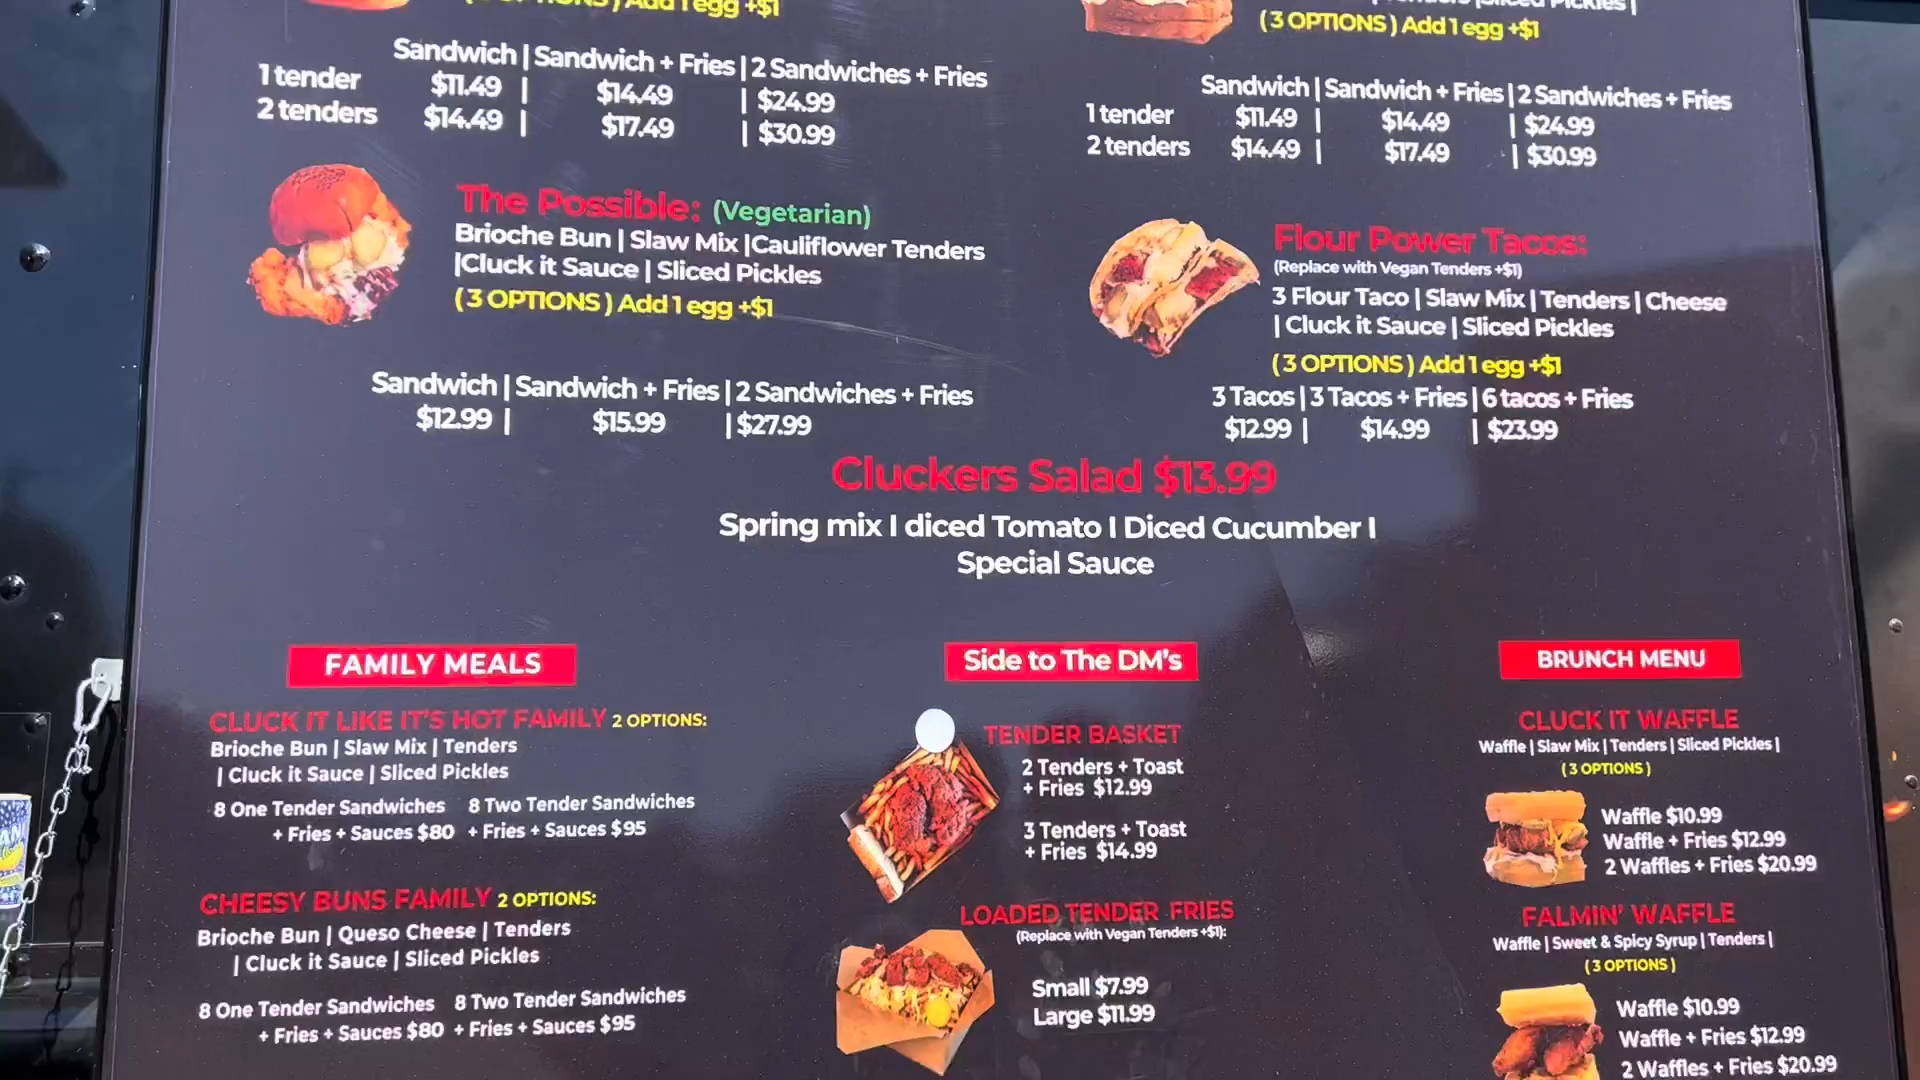 (3 OPTIONS) Add 1 egg +$1
Sandwich | Sandwich + Fries | 2 Sandwiches + Fries
1 tender $11.49 | $14.49 | $24.99
2 tenders $14.49 | $17.49 | $30.99
Sliced Pickles |
(3 OPTIONS) Add 1 egg +$1
Sandwich | Sandwich + Fries | 2 Sandwiches + Fries
1 tender $11.49 | $14.49 | $24.99
2 tenders $14.49 | $17.49 | $30.99
The Possible: (Vegetarian)
Brioche Bun | Slaw Mix |Cauliflower Tenders
|Cluck it Sauce | Sliced Pickles
(3 OPTIONS) Add 1 egg +$1
Sandwich | Sandwich + Fries | 2 Sandwiches + Fries
$12.99 | $15.99 | $27.99
Flour Power Tacos:
(Replace with Vegan Tenders +$1)
3 Flour Taco | Slaw Mix | Tenders | Cheese
| Cluck it Sauce | Sliced Pickles
(3 OPTIONS) Add 1 egg +$1
3 Tacos | 3 Tacos + Fries | 6 tacos + Fries
$12.99 | $14.99 | $23.99
Cluckers Salad $13.99
Spring mix I diced Tomato I Diced Cucumber I
Special Sauce
FAMILY MEALS
CLUCK IT LIKE IT'S HOT FAMILY 2 OPTIONS:
Brioche Bun | Slaw Mix | Tenders
| Cluck it Sauce | Sliced Pickles
8 One Tender Sandwiches 8 Two Tender Sandwiches
+ Fries + Sauces $80 + Fries + Sauces $95
CHEESY BUNS FAMILY 2 OPTIONS:
Brioche Bun | Queso Cheese | Tenders
| Cluck it Sauce | Sliced Pickles
8 One Tender Sandwiches 8 Two Tender Sandwiches
+ Fries + Sauces $80 + Fries + Sauces $95
Side to The DM's
TENDER BASKET
2 Tenders + Toast
+ Fries $12.99
3 Tenders + Toast
+ Fries $14.99
LOADED TENDER FRIES
(Replace with Vegan Tenders +$1):
Small $7.99
Large $11.99
BRUNCH MENU
CLUCK IT WAFFLE
Waffle | Slaw Mix | Tenders | Sliced Pickles |
(3 OPTIONS)
Waffle $10.99
Waffle + Fries $12.99
2 Waffles + Fries $20.99
FALMIN' WAFFLE
Waffle | Sweet & Spicy Syrup | Tenders |
(3 OPTIONS)
Waffle $10.99
Waffle + Fries $12.99
2 Waffles + Fries $20.99